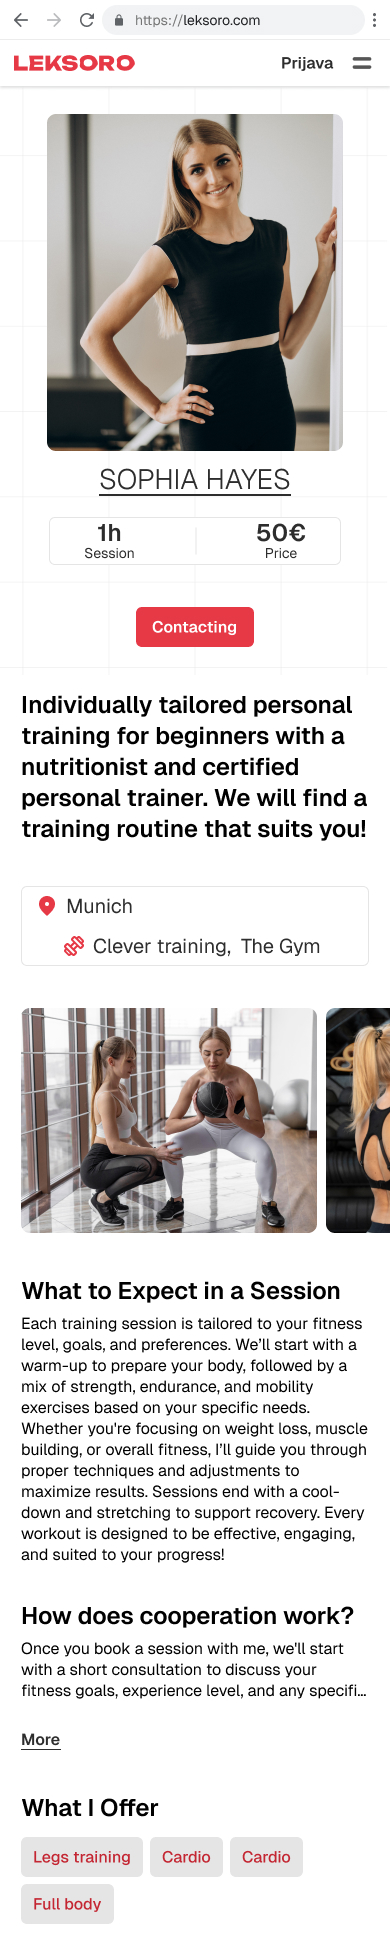 https://leksoro.com
LEKSORO
Prijava
SOPHIA HAYES
1h
Session
50€
Price
Contacting
Individually tailored personal
training for beginners with a
nutritionist and certified
personal trainer. We will find a
training routine that suits you!
Munich
Clever training, The Gym
What to Expect in a Session
Each training session is tailored to your fitness
level, goals, and preferences. We’ll start with a
warm-up to prepare your body, followed by a
mix of strength, endurance, and mobility
exercises based on your specific needs.
Whether you're focusing on weight loss, muscle
building, or overall fitness, I’ll guide you through
proper techniques and adjustments to
maximize results. Sessions end with a cool-
down and stretching to support recovery. Every
workout is designed to be effective, engaging,
and suited to your progress!
How does cooperation work?
Once you book a session with me, we'll start
with a short consultation to discuss your
fitness goals, experience level, and any specifi...
More
What I Offer
Legs training
Cardio
Cardio
Full body